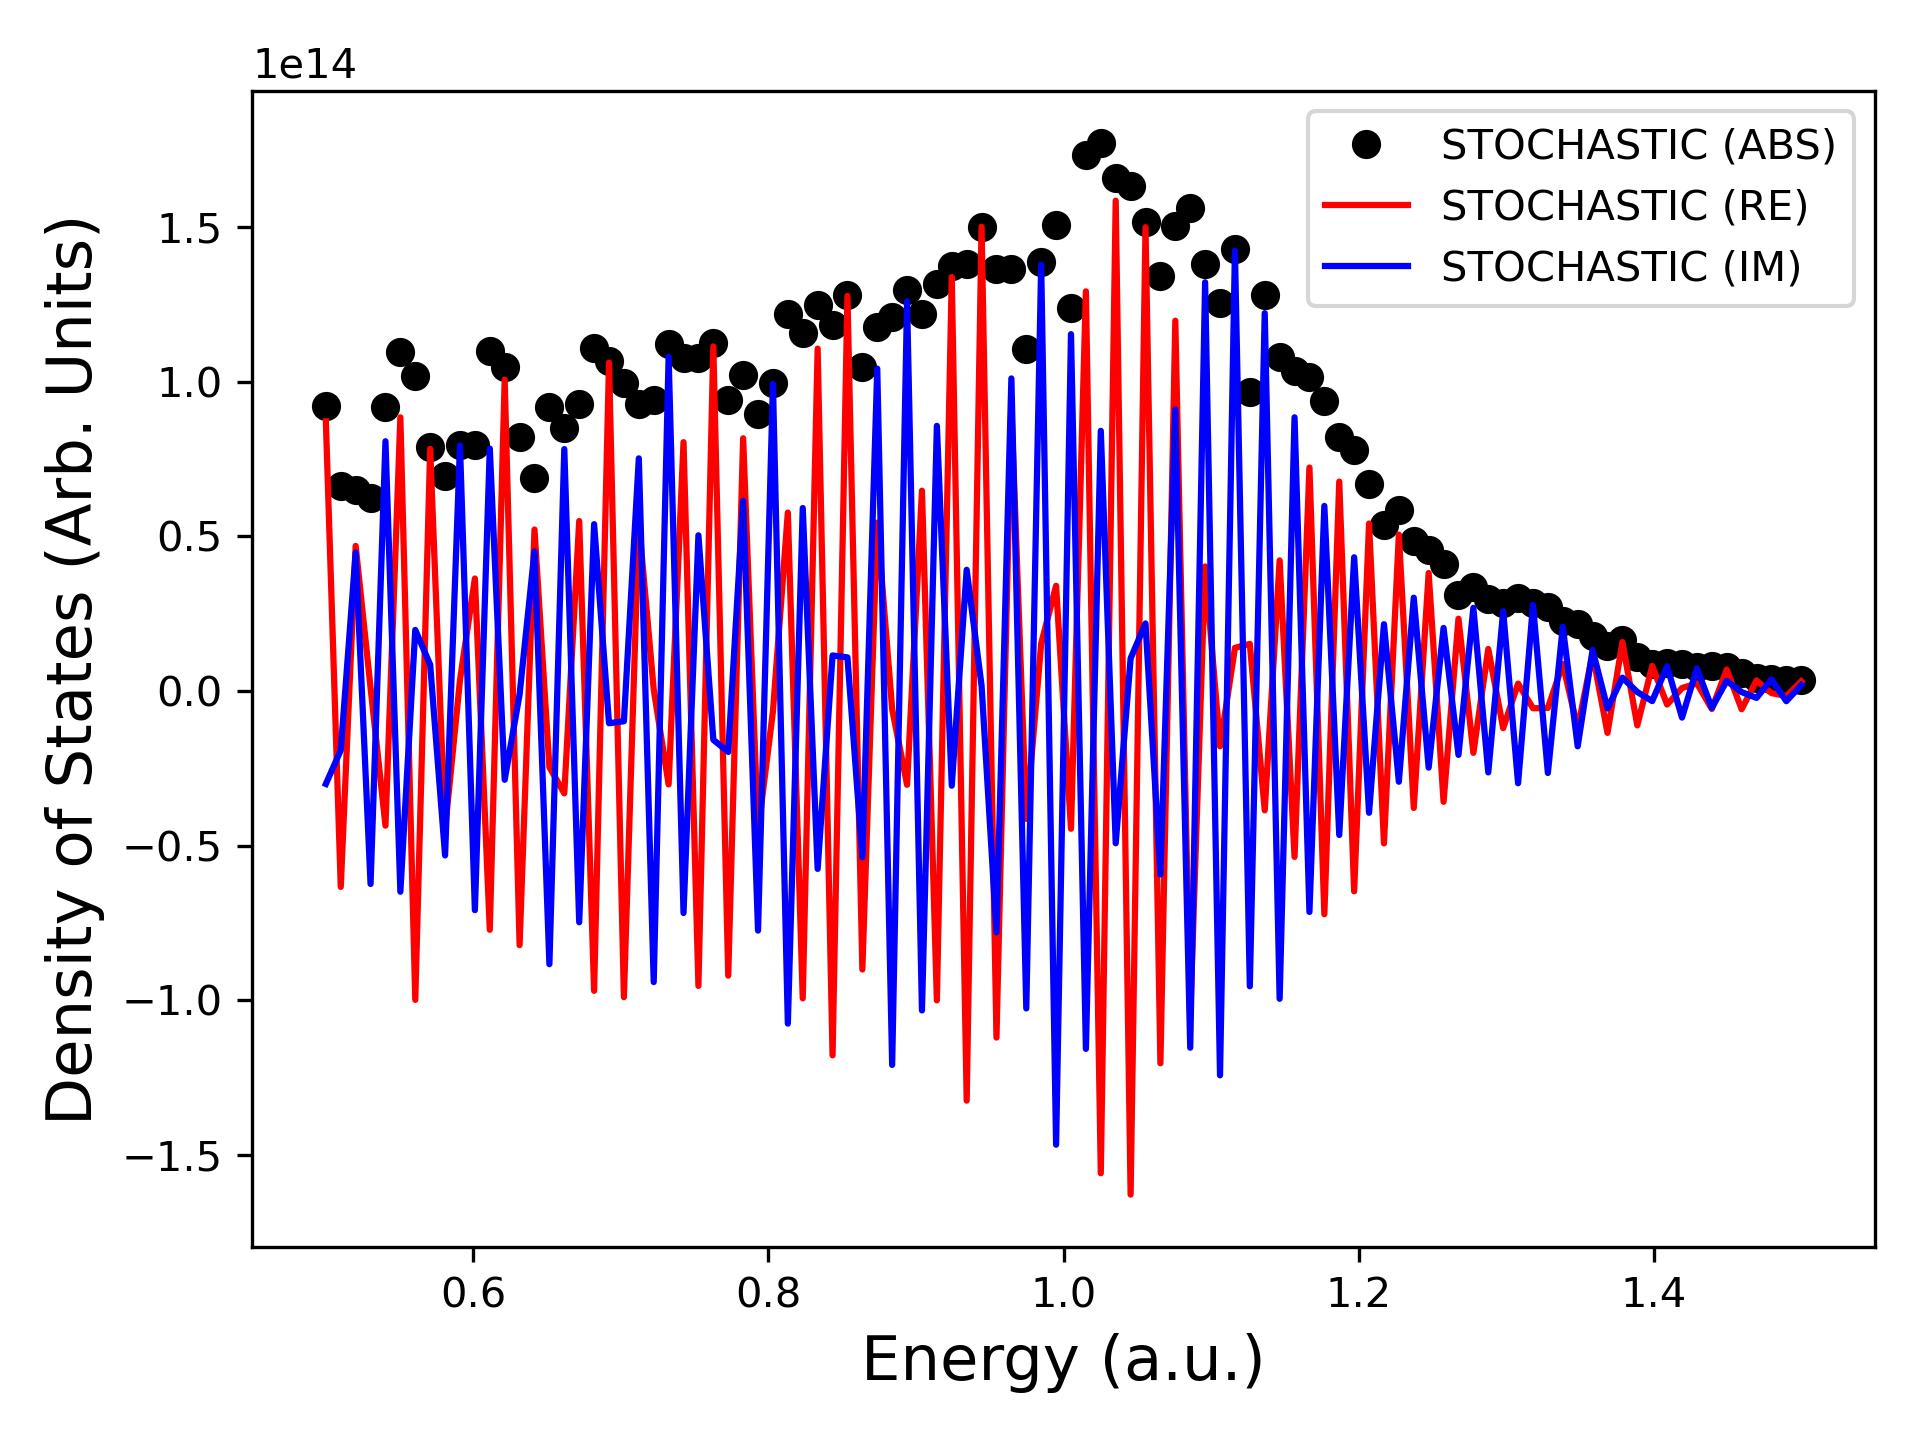 1e14
STOCHASTIC (ABS)
STOCHASTIC (RE)
STOCHASTIC (IM)
Density of States (Arb. Units)
1.5
1.0
0.5
0.0
−0.5
−1.0
−1.5
0.6 0.8 1.0 1.2 1.4
Energy (a.u.)